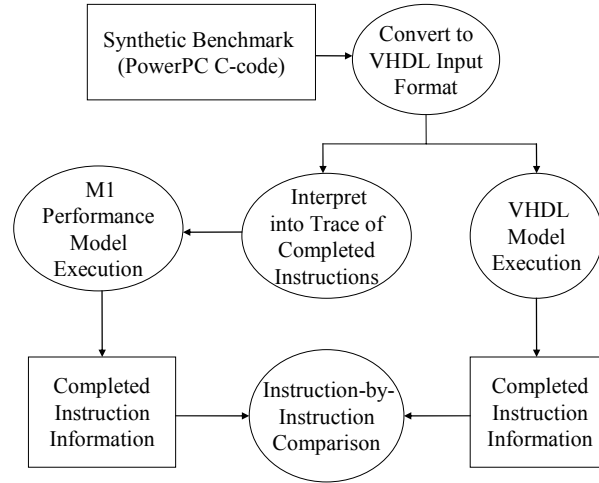 Synthetic Benchmark
(PowerPC C-code)
Convert to
VHDL Input
Format
M1
Performance
Model
Execution
Interpret
into Trace of
Completed
Instructions
VHDL
Model
Execution
Completed
Instruction
Information
Instruction-by-
Instruction
Comparison
Completed
Instruction
Information